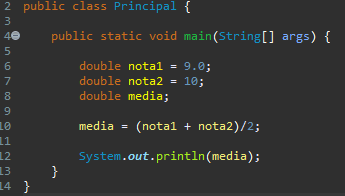 2 public class Principal {
3
4 public static void main(String[] args) {
5
6 double nota1 = 9.0;
7 double nota2 = 10;
8 double media;
9
10 media = (nota1 + nota2)/2;
11
12 System.out.println(media);
13 }
14 }